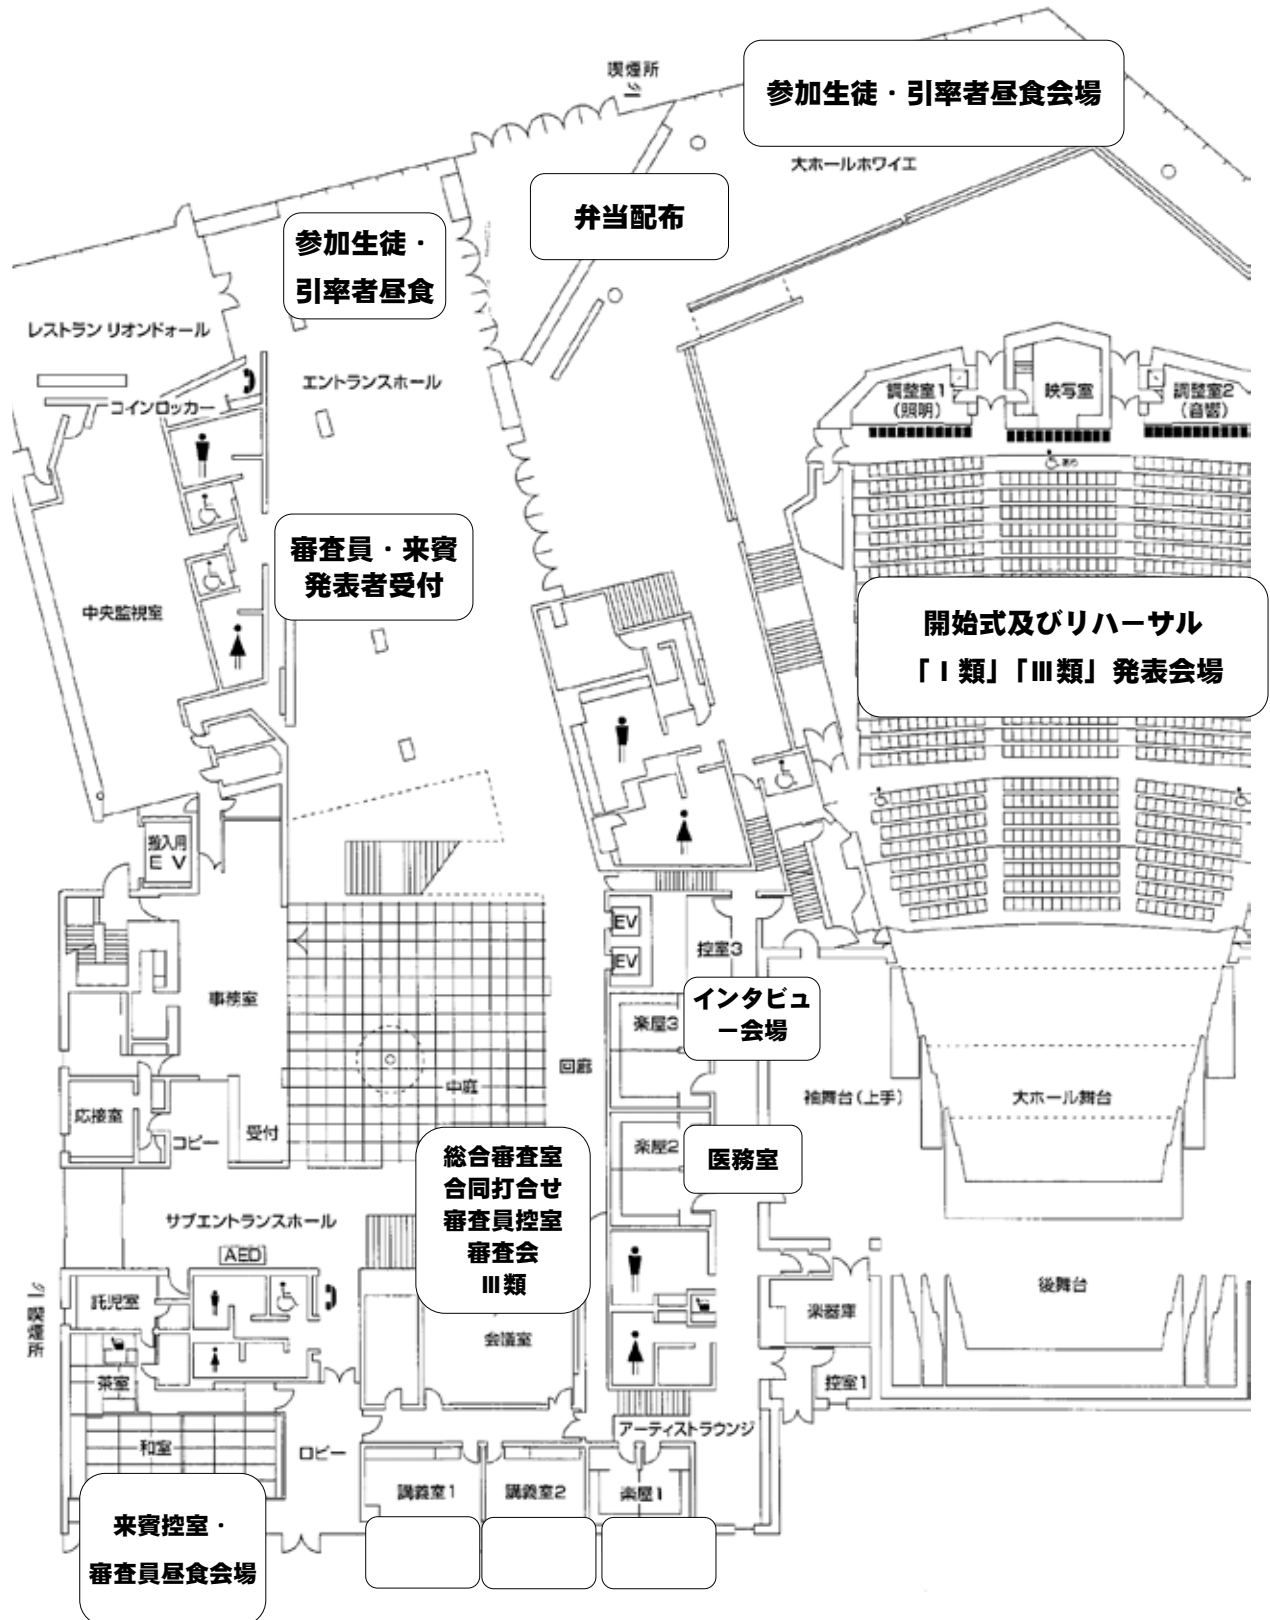 喫煙所
参加生徒・引率者昼食会場
大ホールホワイエ
弁当配布
参加生徒・
引率者昼食
レストラン リオンドォール
エントランスホール
コインロッカー
調整室1
(照明)
映写室
調整室2
(音響)
審査員・来賓
発表者受付
中央監視室
開始式及びリハーサル
「Ⅰ類」「Ⅲ類」発表会場
搬入用
EV
EV
EV
控室3
事務室
楽屋3
インタビュ
ー会場
回廊
中庭
袖舞台(上手)
大ホール舞台
応接室
コピー
受付
楽屋2
医務室
総合審査室
合同打合せ
審査員控室
審査会
Ⅲ類
サブエントランスホール
AED
託児室
喫煙所
会議室
楽器庫
後舞台
茶室
控室1
和室
ロビー
アーティストラウンジ
講義室1
講義室2
楽屋1
来賓控室・
審査員昼食会場